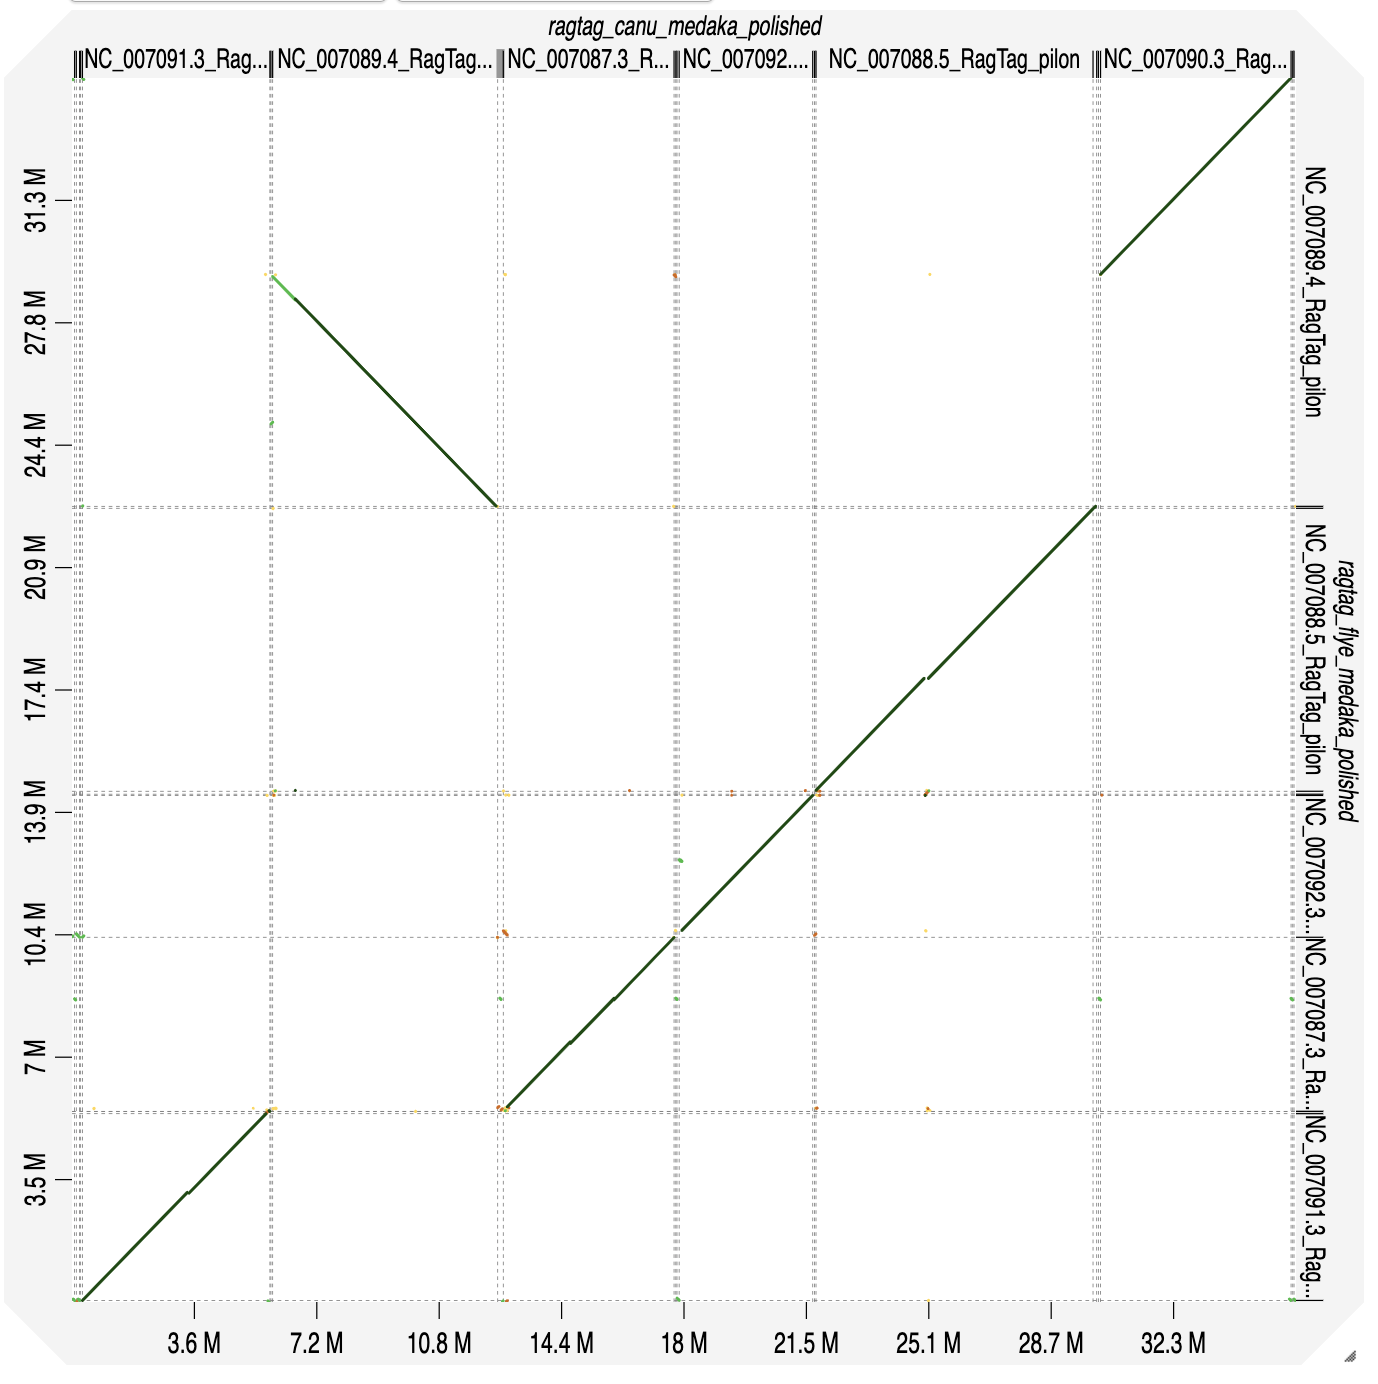 ragtag_canu_medaka_polished
NC_007091.3_Rag...
NC_007089.4_RagTag...
NC_007087.3_R...
NC_007092....
NC_007088.5_RagTag_pilon
NC_007090.3_Rag...
31.3 M
27.8 M
24.4 M
20.9 M
17.4 M
13.9 M
10.4 M
7 M
3.5 M
NC_007089.4_RagTag_pilon
NC_007088.5_RagTag_pilon
NC_007092.3...
NC_007087.3_Ra...
NC_007091.3_Rag...
ragtag_flye_medaka_polished
3.6 M
7.2 M
10.8 M
14.4 M
18 M
21.5 M
25.1 M
28.7 M
32.3 M